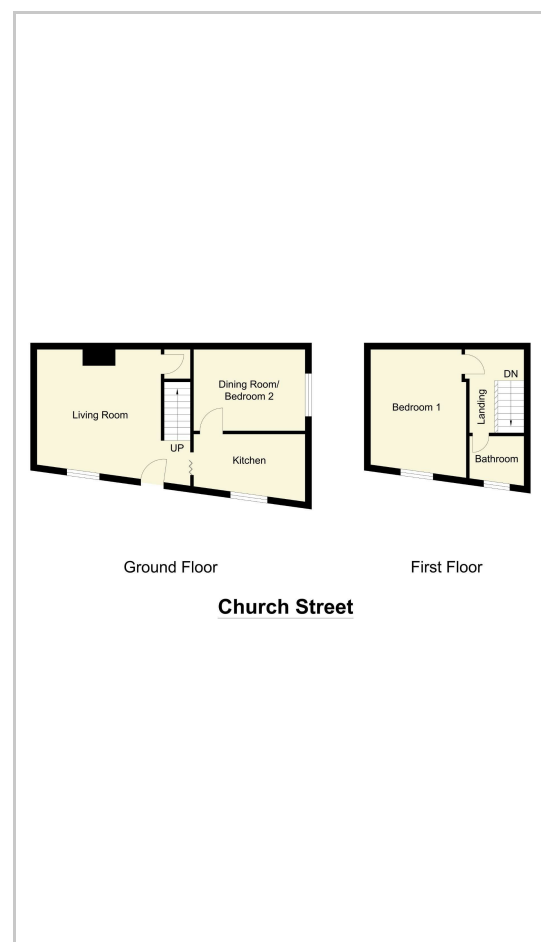 Living Room
UP
Dining Room/
Bedroom 2
Kitchen
Bedroom 1
Landing
DN
Bathroom
Ground Floor
First Floor
Church Street